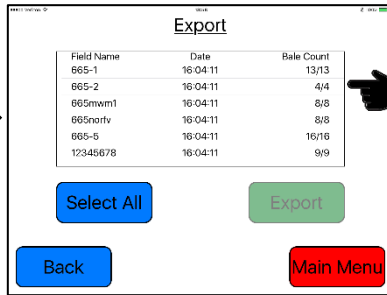 Export
Field Name Date Bale Count
665-1 16:04:11 13/13
665-2 16:04:11 4/4
665mwm1 16:04:11 8/8
665norfv 16:04:11 8/8
665-5 16:04:11 16/16
12345678 16:04:11 9/9
Select All Export
Back Main Menu